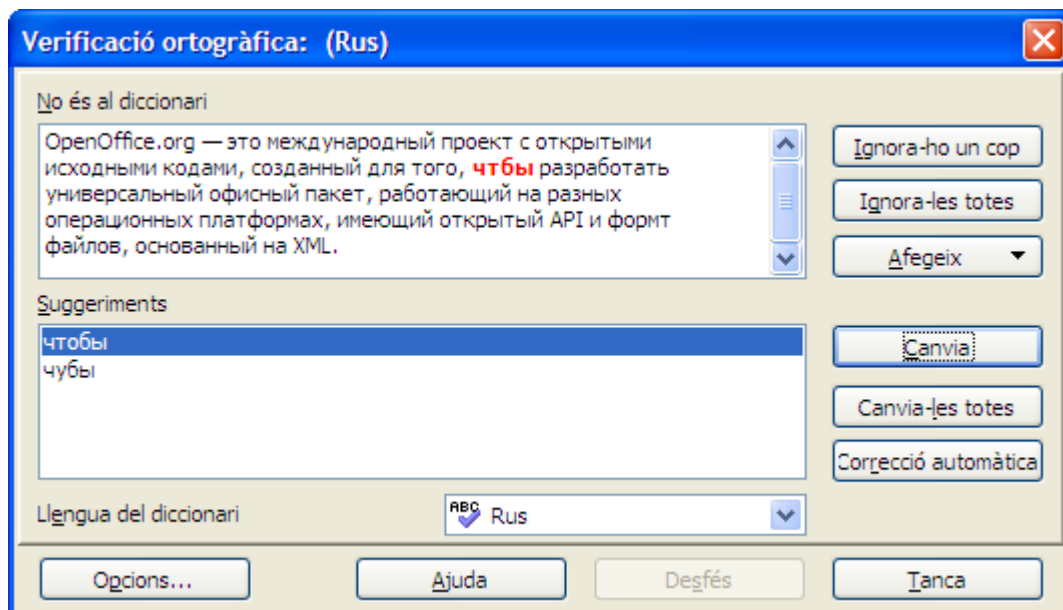 Verificació ortogràfica: (Rus)
No és al diccionari
OpenOffice.org — это международный проект с открытыми
исходными кодами, созданный для того, чтбы разработать
универсальный офисный пакет, работающий на разных
операционных платформах, имеющий открытый API и формт
файлов, основанный на XML.
Ignora-ho un cop
Ignora-les totes
Afegeix
Suggeriments
чтобы
чубы
Canvia
Canvia-les totes
Correcció automàtica
Llengua del diccionari
ABC Rus
Opcions...
Ajuda
Desfés
Tanca